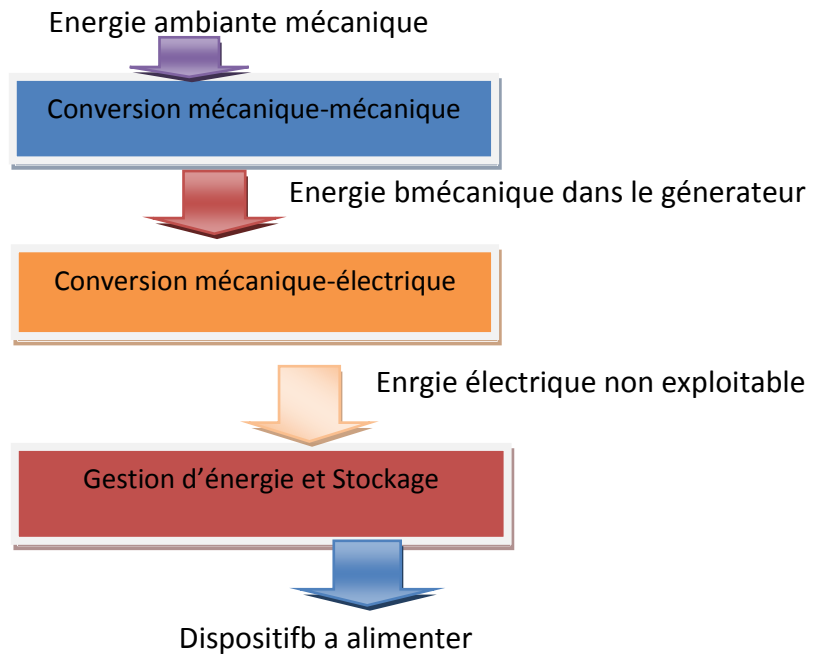 Energie ambiante mécanique
Conversion mécanique-mécanique
Energie bmécanique dans le génerateur
Conversion mécanique-électrique
Enrgie électrique non exploitable
Gestion d’énergie et Stockage
Dispositifb a alimenter